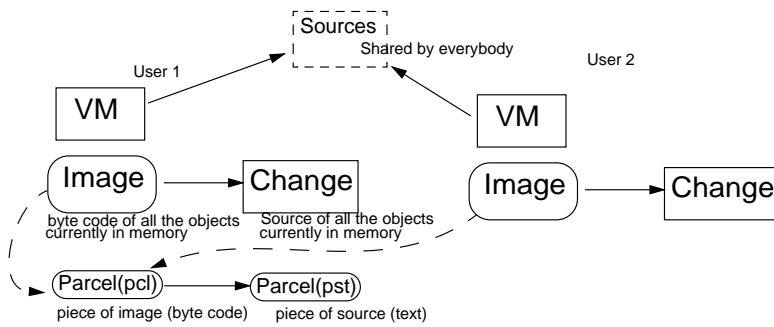 Sources
Shared by everybody
User 1
User 2
VM
VM
Image
Change
Image
Change
byte code of all the objects
currently in memory
Source of all the objects
currently in memory
Parcel(pcl)
Parcel(pst)
piece of image (byte code)
piece of source (text)